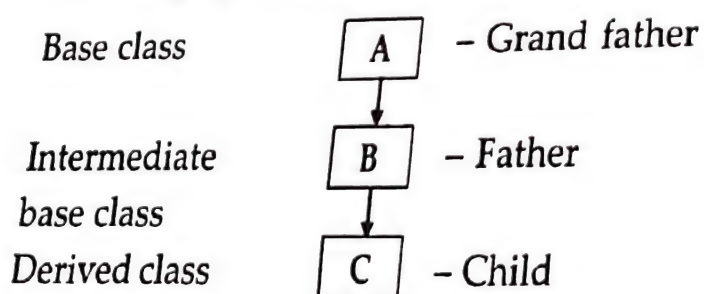 Base class A – Grand father
Intermediate B – Father
base class
Derived class C – Child